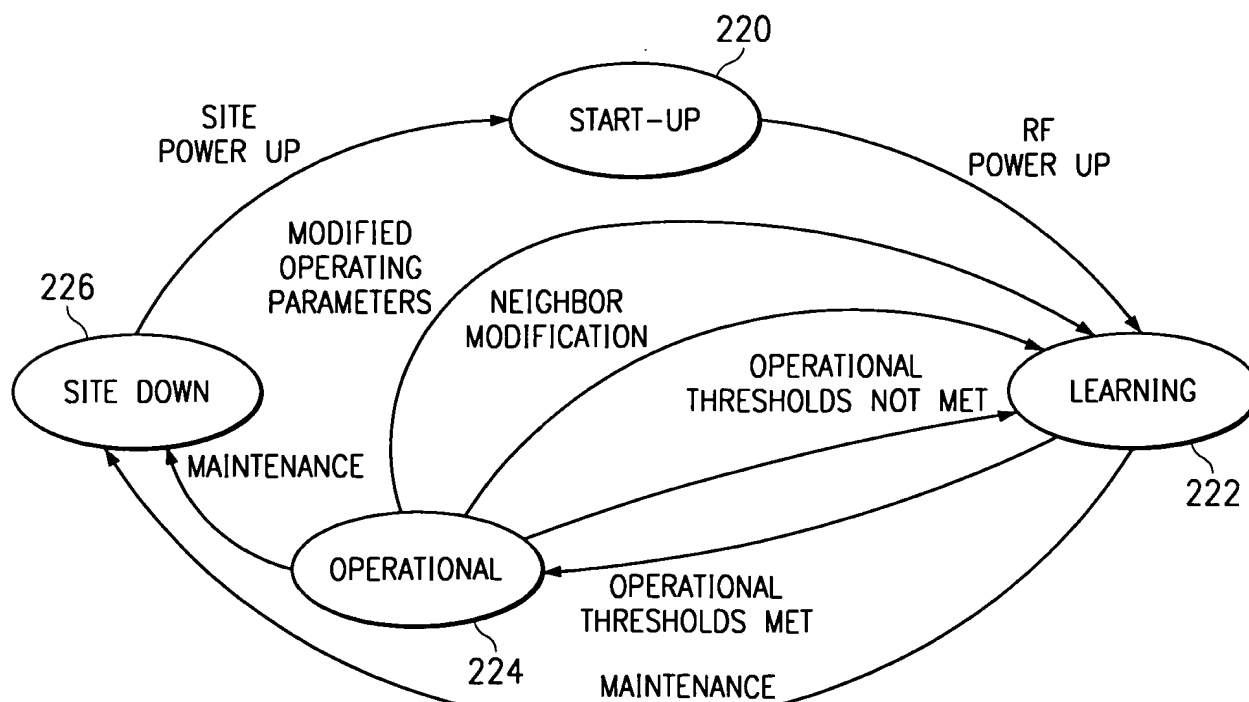 220
START-UP
SITE
POWER UP
RF
POWER UP
MODIFIED
OPERATING
PARAMETERS
NEIGHBOR
MODIFICATION
226
SITE DOWN
OPERATIONAL
THRESHOLDS NOT MET
LEARNING
222
MAINTENANCE
OPERATIONAL
224
OPERATIONAL
THRESHOLDS MET
MAINTENANCE